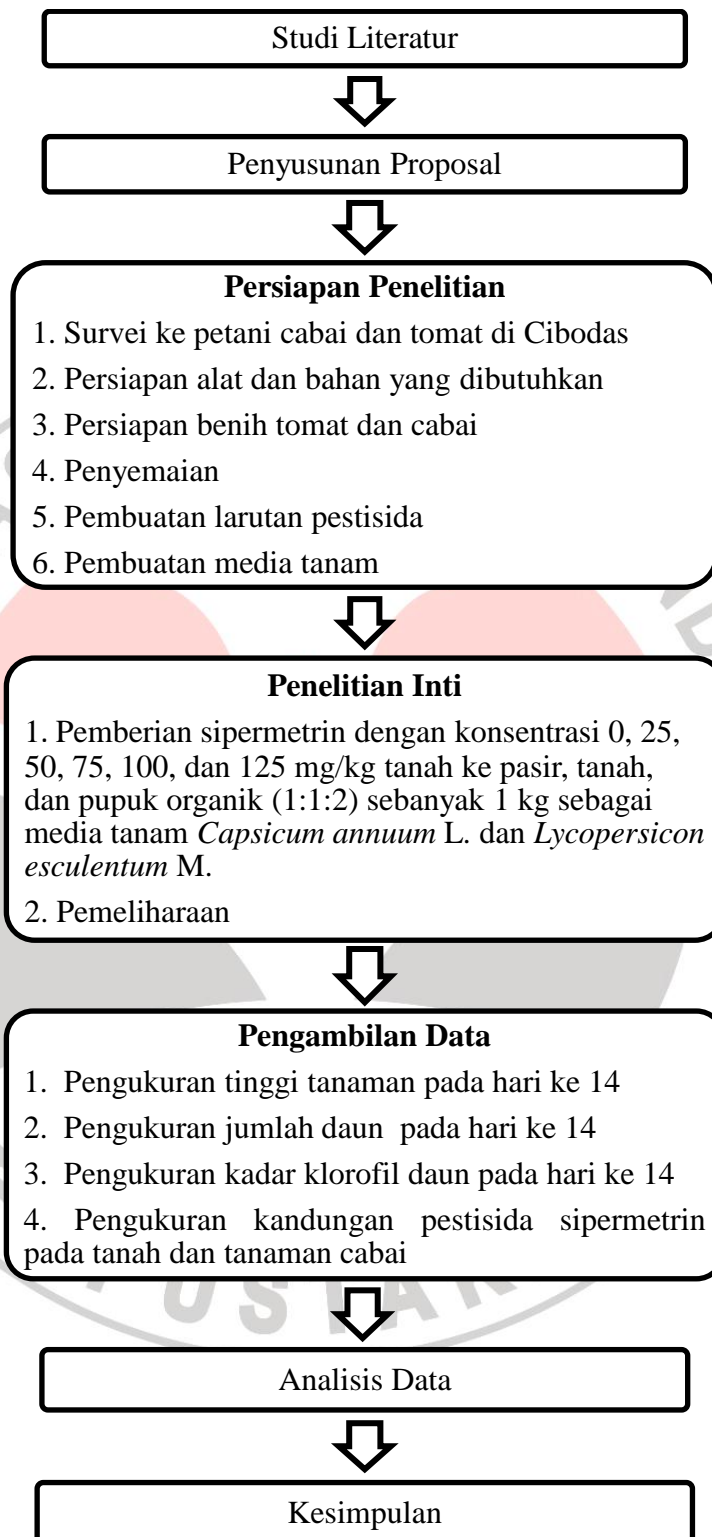 Studi Literatur
Penyusunan Proposal
Persiapan Penelitian
1. Survei ke petani cabai dan tomat di Cibodas
2. Persiapan alat dan bahan yang dibutuhkan
3. Persiapan benih tomat dan cabai
4. Penyemaian
5. Pembuatan larutan pestisida
6. Pembuatan media tanam
Penelitian Inti
1. Pemberian sipermetrin dengan konsentrasi 0, 25,
50, 75, 100, dan 125 mg/kg tanah ke pasir, tanah,
dan pupuk organik (1:1:2) sebanyak 1 kg sebagai
media tanam Capsicum annuum L. dan Lycopersicon
esculentum M.
2. Pemeliharaan
Pengambilan Data
1. Pengukuran tinggi tanaman pada hari ke 14
2. Pengukuran jumlah daun pada hari ke 14
3. Pengukuran kadar klorofil daun pada hari ke 14
4. Pengukuran kandungan pestisida sipermetrin
pada tanah dan tanaman cabai
Analisis Data
Kesimpulan